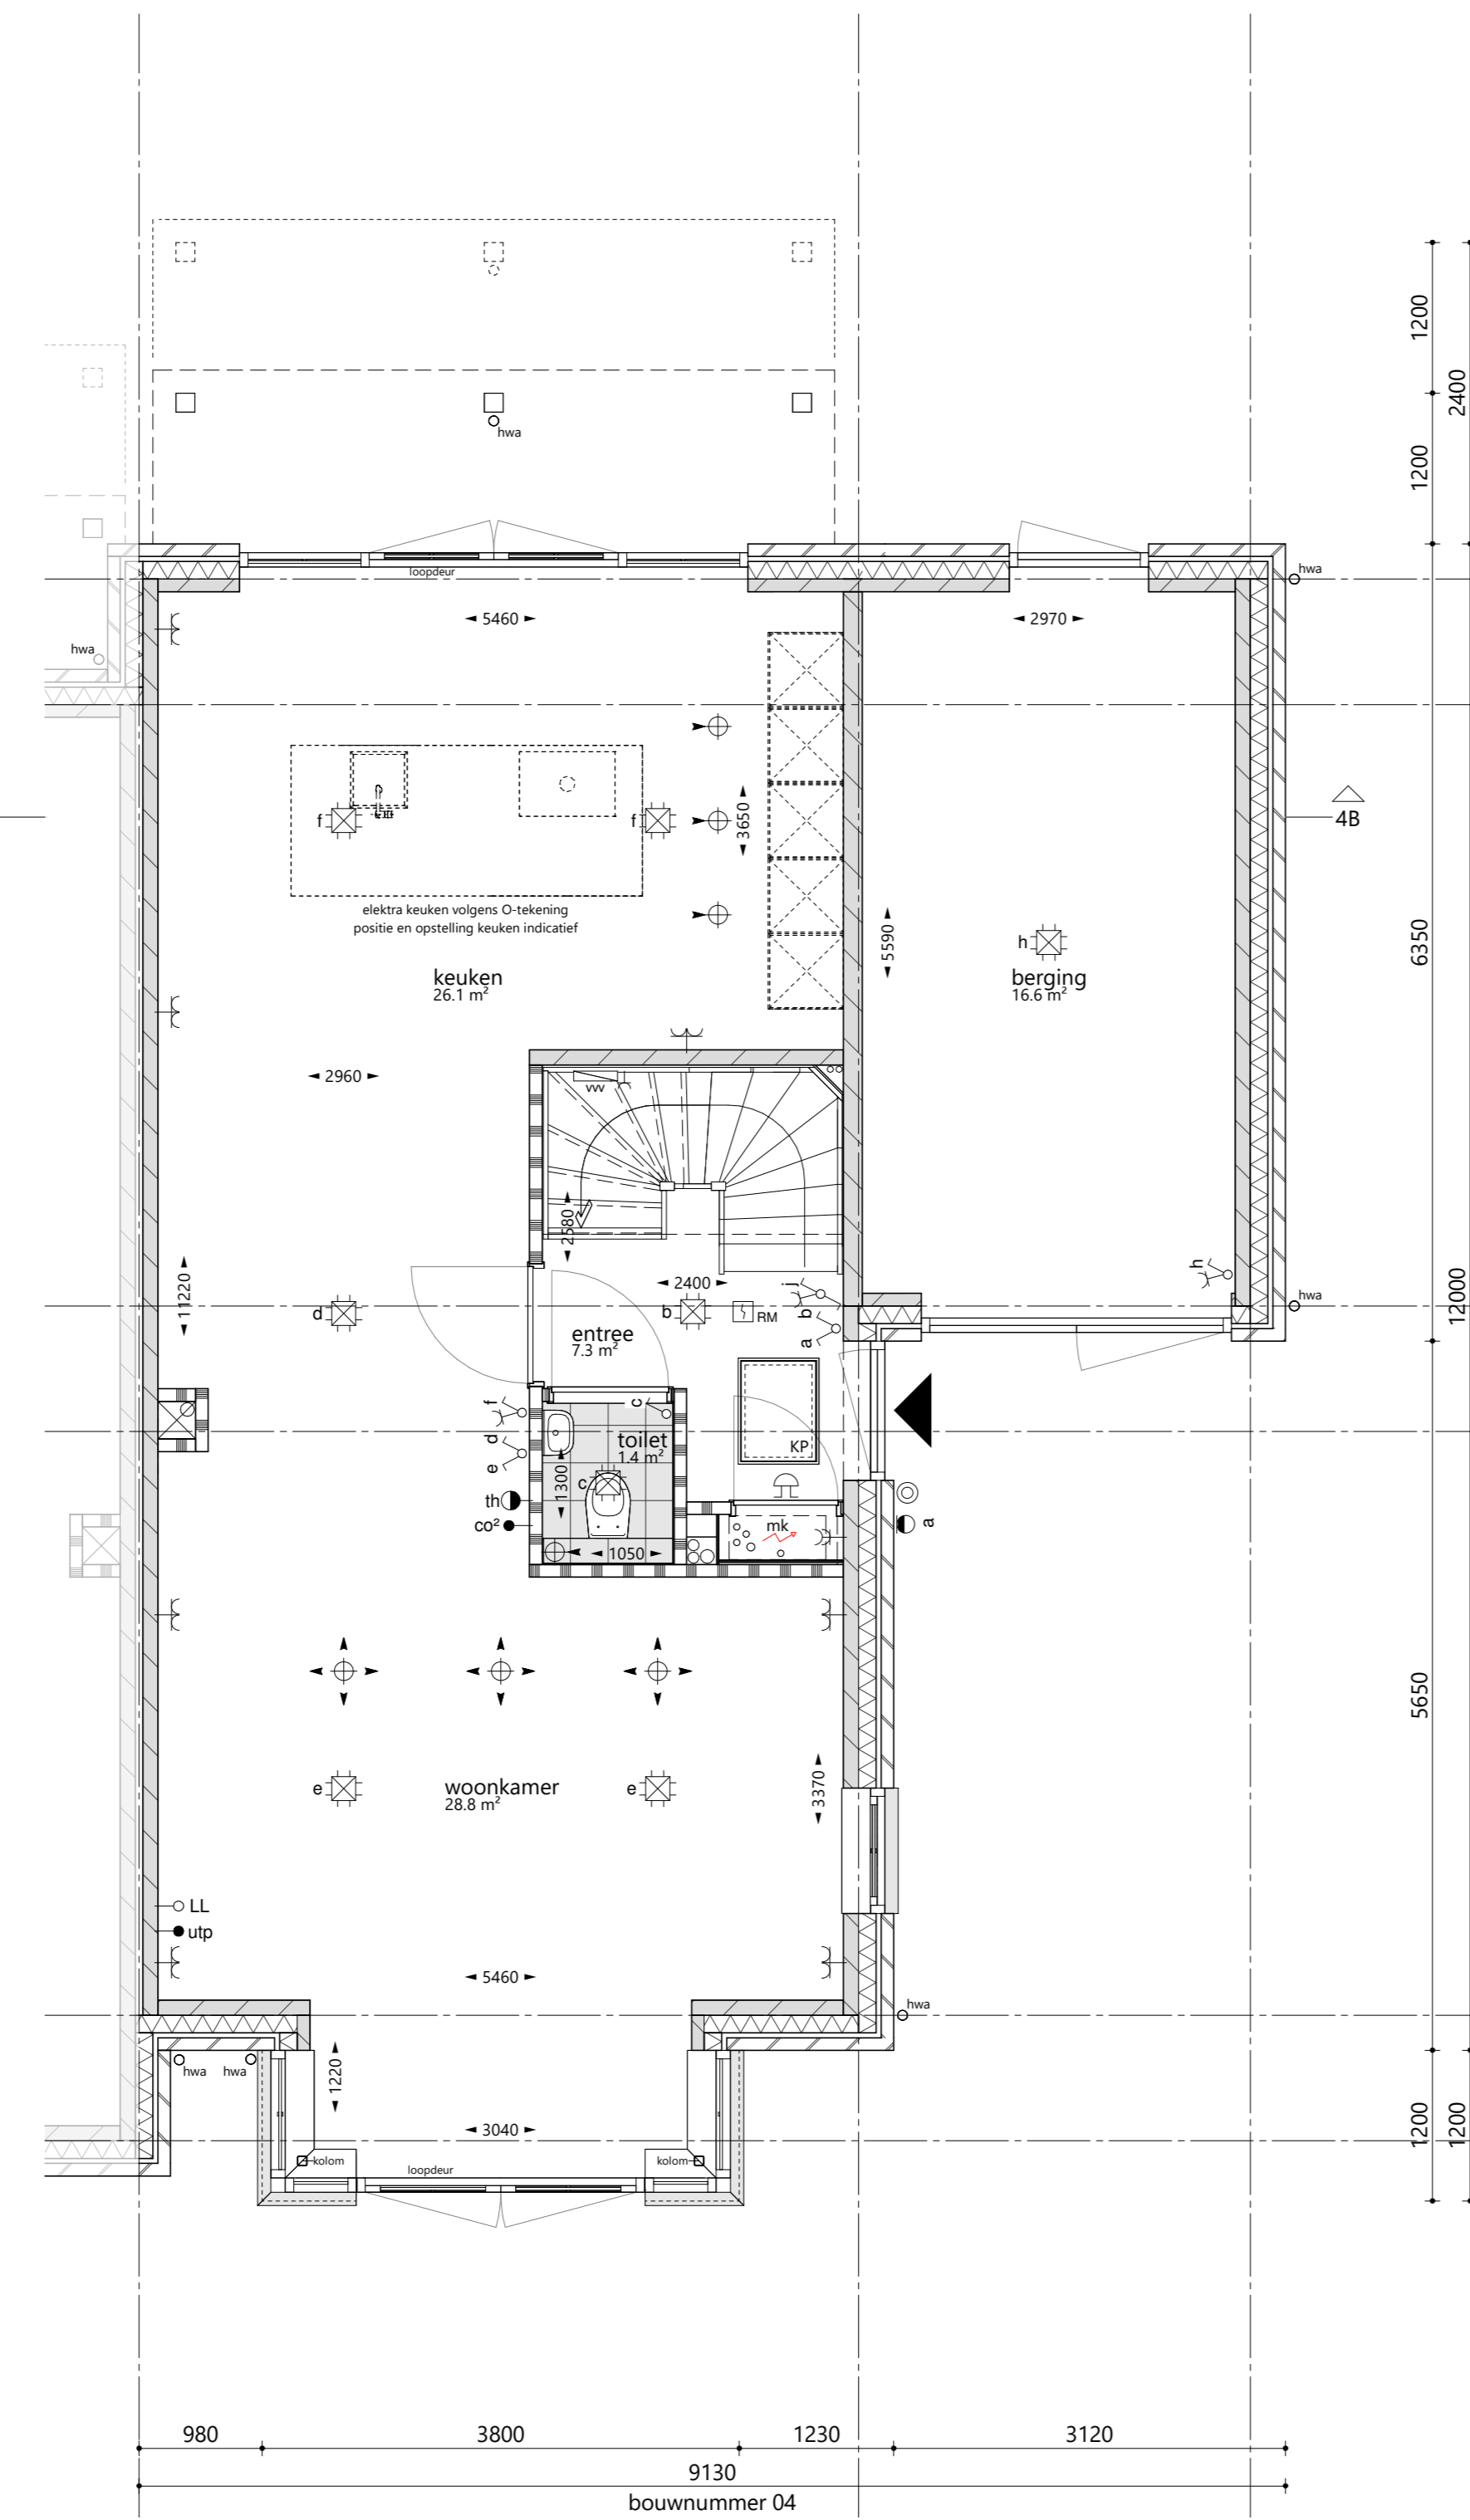 1200
2400
hwa
1200
loopdeur
hwa
5460
2970
hwa
f
f
3650
4B
elektra keuken volgens O-tekening
positie en opstelling keuken indicatief
5590
h
6350
keuken
26.1 m²
berging
16.6 m²
2960
vvv
2580
h
11220
2400
j
12000
hwa
d
b
RM
b
entree
7.3 m²
a
f
c
d
toilet
1.4 m²
KP
e
c
1300
th
a
co²
mk
1050
5650
3370
e
woonkamer
28.8 m²
e
LL
utp
5460
hwa
hwa
hwa
1220
1200
1200
3040
kolom
loopdeur
kolom
980
3800
1230
3120
9130
bouwnummer 04